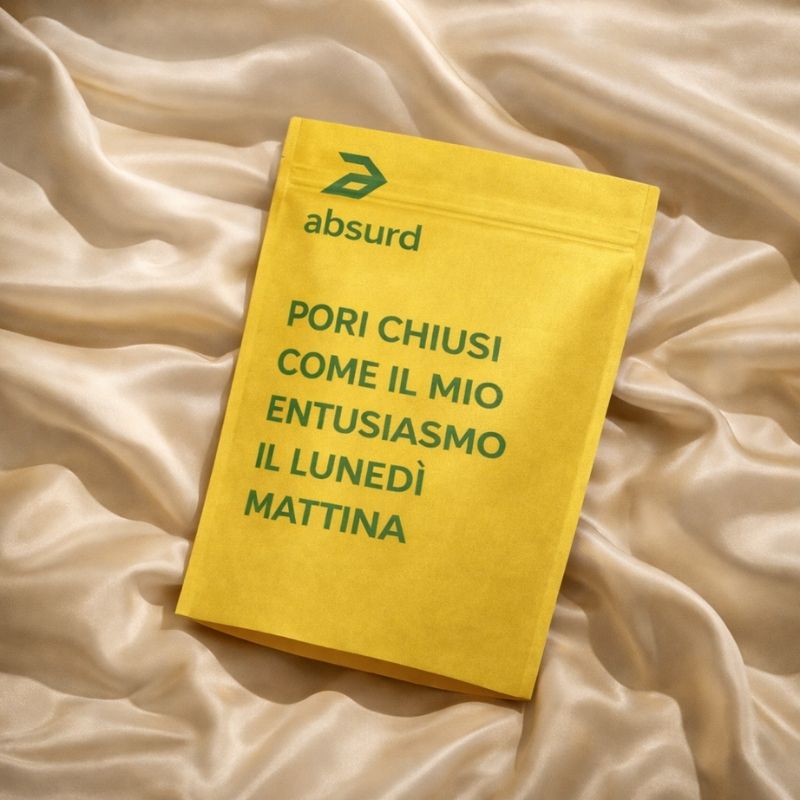 absurd
PORI CHIUSI
COME IL MIO
ENTUSIASMO
IL LUNEDÌ
MATTINA